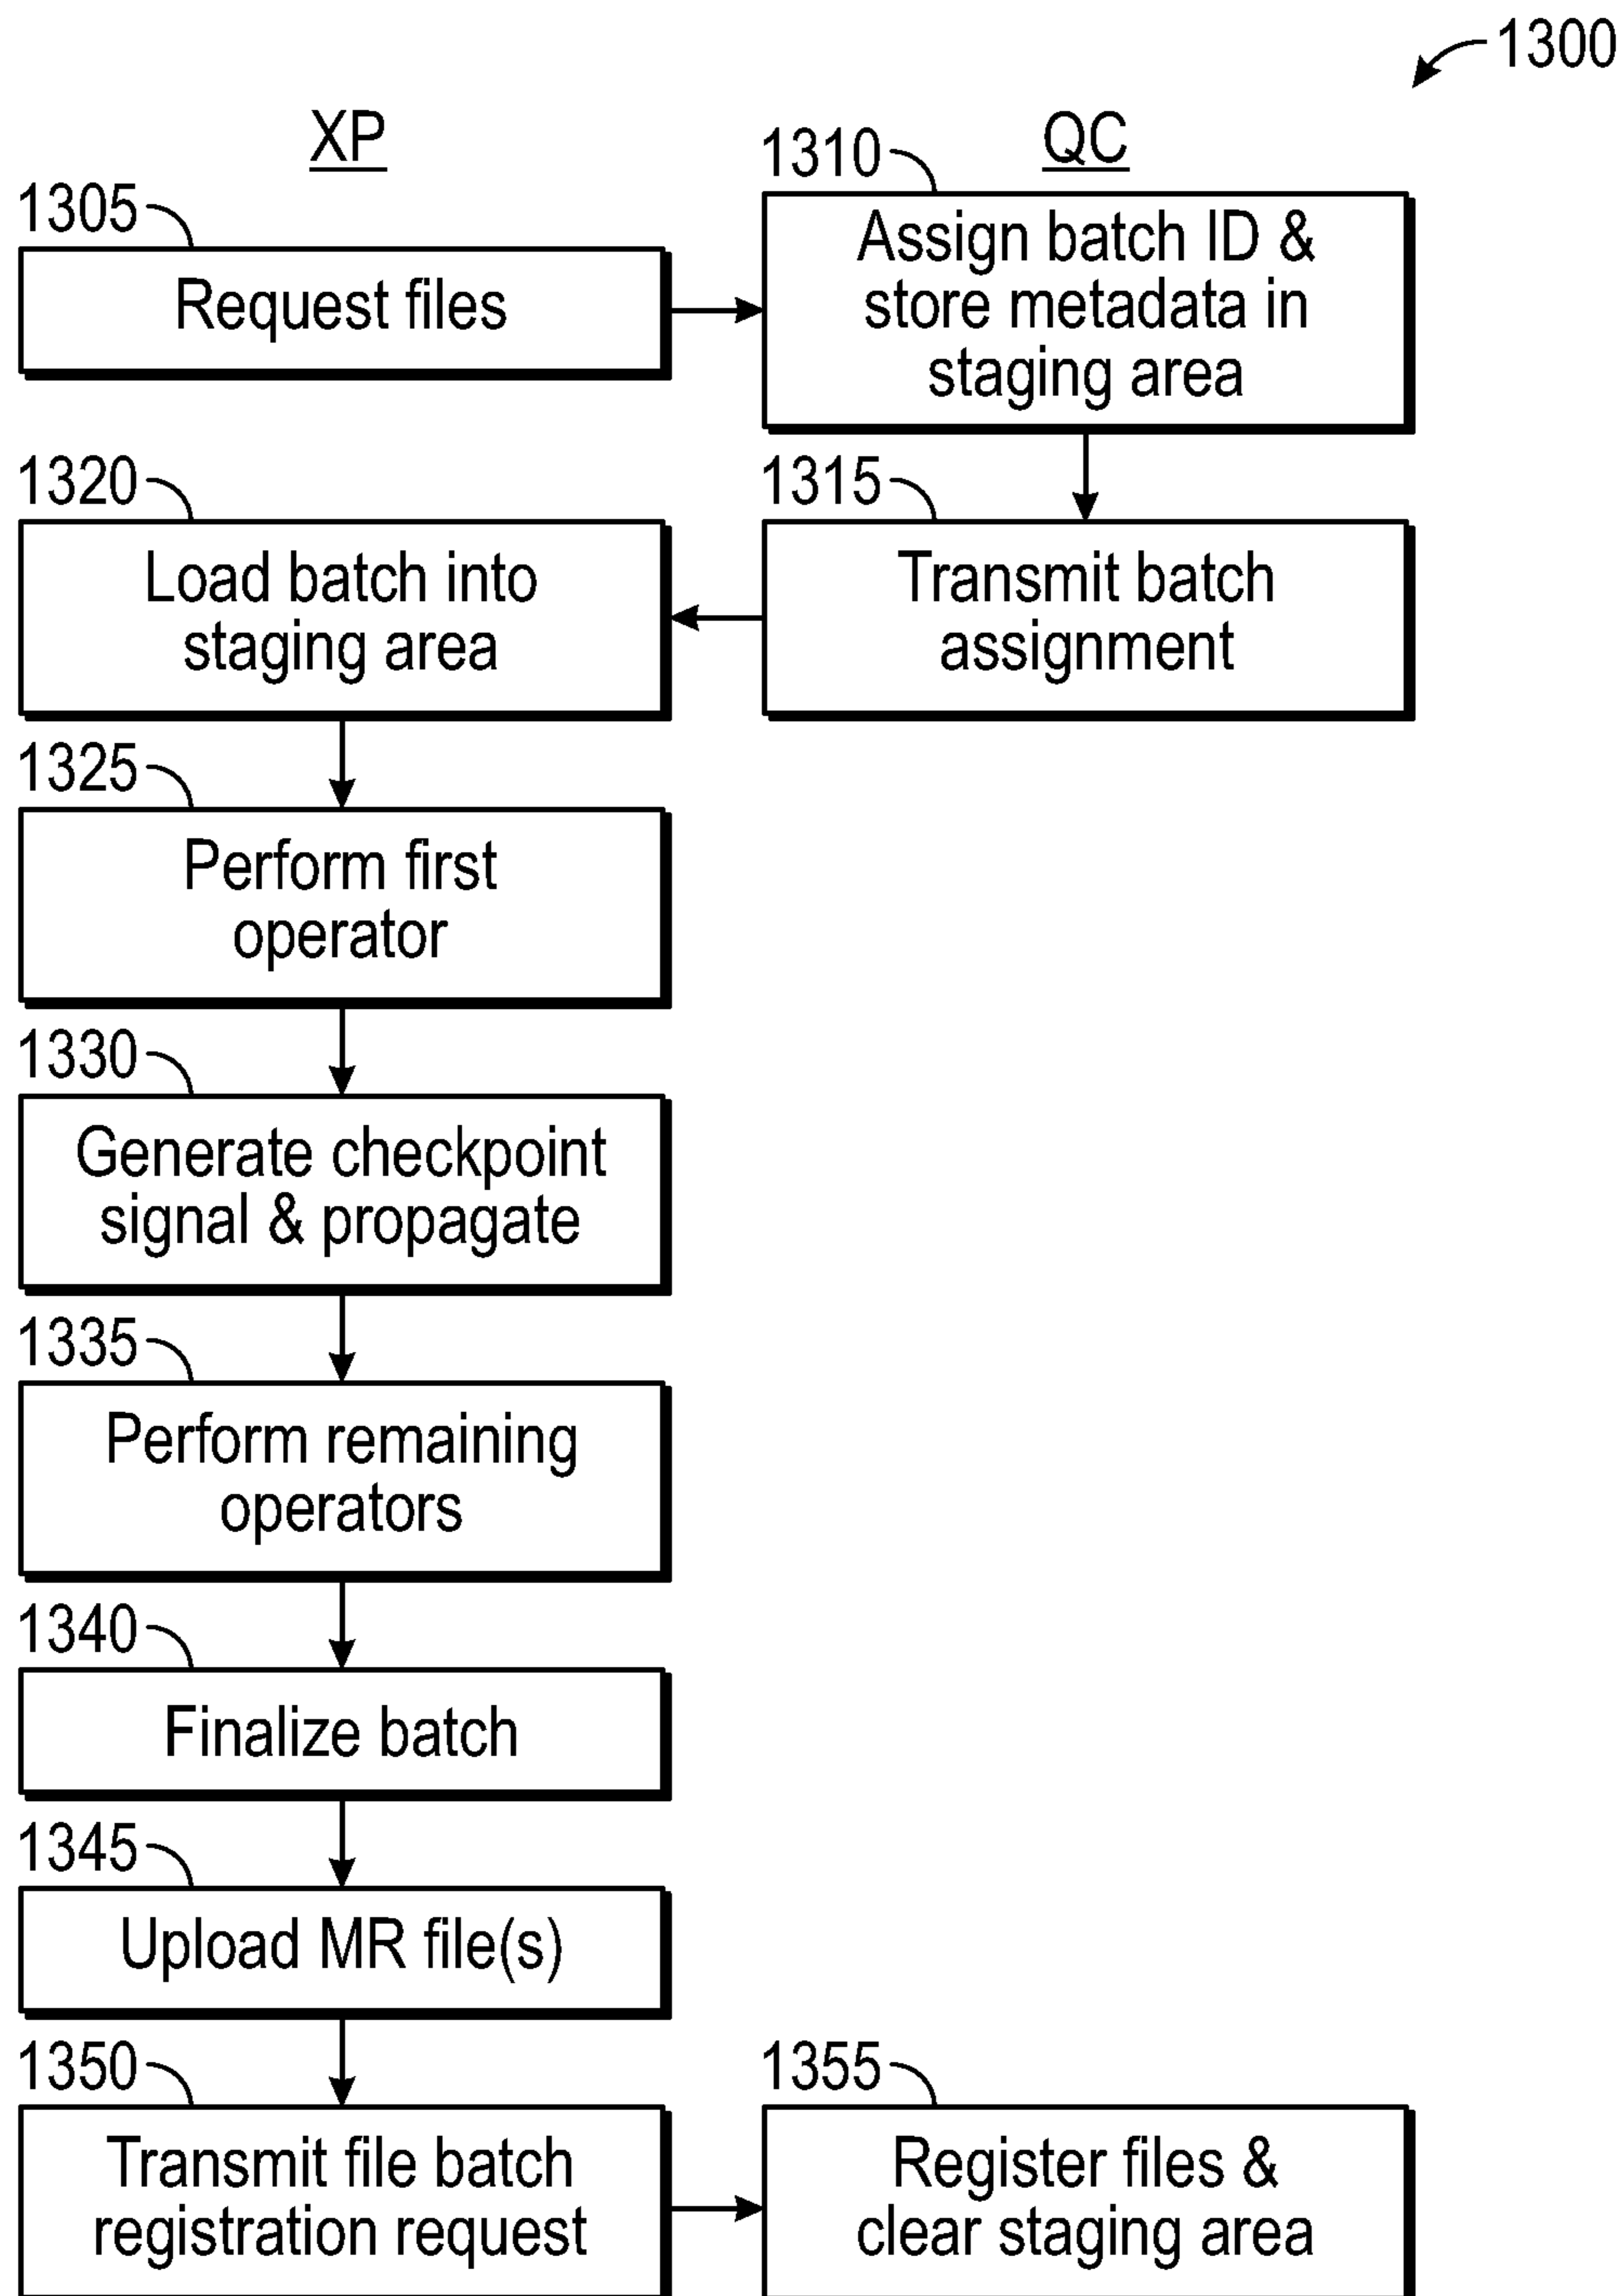 1300
XP
QC
1305
Request files
1310
Assign batch ID &
store metadata in
staging area
1315
Transmit batch
assignment
1320
Load batch into
staging area
1325
Perform first
operator
1330
Generate checkpoint
signal & propagate
1335
Perform remaining
operators
1340
Finalize batch
1345
Upload MR file(s)
1350
Transmit file batch
registration request
1355
Register files &
clear staging area